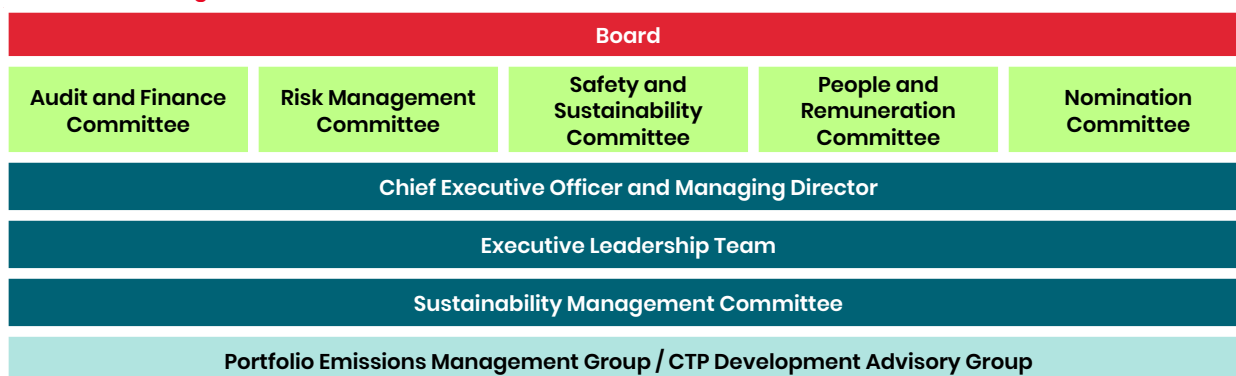 Board
Audit and Finance
Committee
Risk Management
Committee
Safety and
Sustainability
Committee
People and
Remuneration
Committee
Nomination
Committee
Chief Executive Officer and Managing Director
Executive Leadership Team
Sustainability Management Committee
Portfolio Emissions Management Group / CTP Development Advisory Group